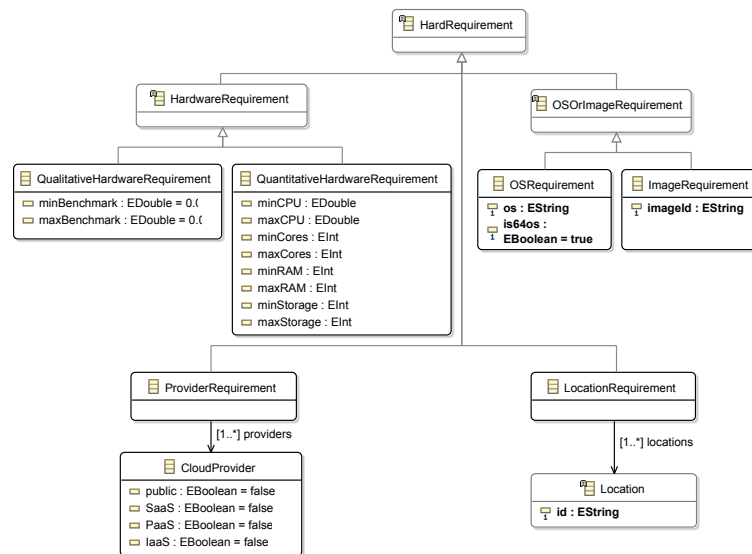 HardRequirement
HardwareRequirement
OSOrImageRequirement
QualitativeHardwareRequirement
minBenchmark : EDouble = 0.(
maxBenchmark : EDouble = 0.(
QuantitativeHardwareRequirement
minCPU : EDouble
maxCPU : EDouble
minCores : EInt
maxCores : EInt
minRAM : EInt
maxRAM : EInt
minStorage : EInt
maxStorage : EInt
OSRequirement
os : EString
is64os :
EBoolean = true
ImageRequirement
imageId : EString
ProviderRequirement
LocationRequirement
[1..*] providers
[1..*] locations
CloudProvider
public : EBoolean = false
SaaS : EBoolean = false
PaaS : EBoolean = false
IaaS : EBoolean = false
Location
id : EString